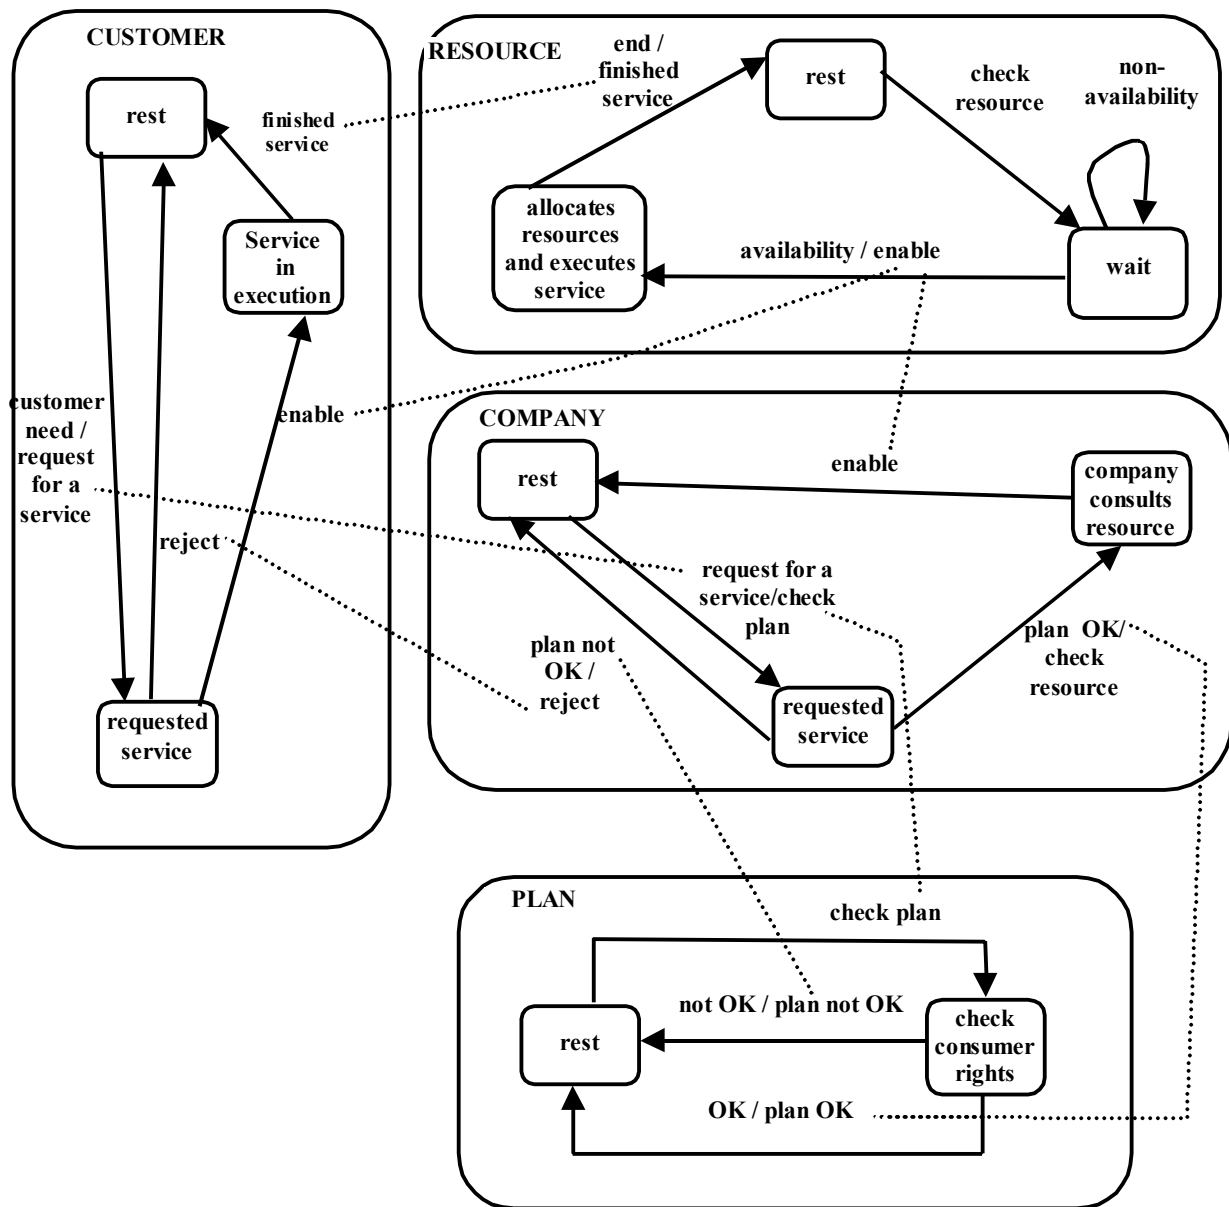 CUSTOMER
rest
finished
service
Service
in
execution
customer
need /
request
for a
service
enable
reject
requested
service
RESOURCE
end /
finished
service
rest
check
resource
non-
availability
allocates
resources
and executes
service
availability / enable
wait
COMPANY
rest
enable
company
consults
resource
request for a
service/check
plan
plan not
OK /
reject
plan OK/
check
resource
requested
service
PLAN
check plan
not OK / plan not OK
rest
check
consumer
rights
OK / plan OK